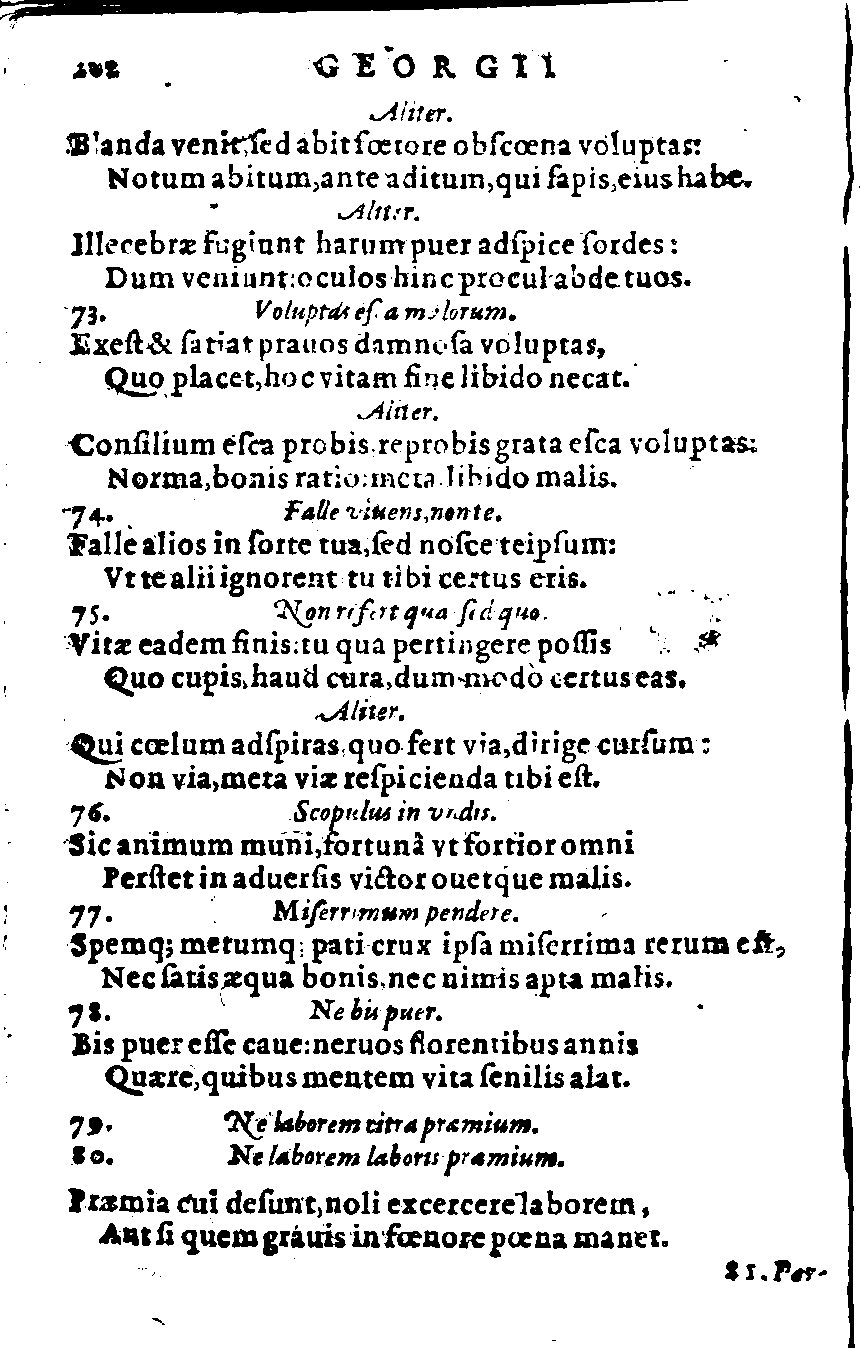 202 GEORGII
Aliter.
Blanda venit, ſed abit fœtore obſcœna voluptas:
Notum abitum, ante aditum, qui ſapis, eius habe.
Aliter.
Illecebræ fugiunt harum puer adſpice ſordes:
Dum veniunt: oculos hinc procul abde tuos.
73. Voluptas eſca malorum.
Exeſt & ſatiat prauos damnoſa voluptas,
Quo placet, hoc vitam fine libido necat.
Aliter.
Conſilium eſca probis, reprobis grata eſca voluptas:
Norma, bonis ratio: meta libido malis.
74. Falle viuens, nonte.
Falle alios in ſorte tua, ſed noſce teipſum:
Vt te alii ignorent tu tibi certus eris.
75. Non refert qua ſed quo.
Vitæ eadem finis: tu qua pertingere poſſis
Quo cupis, haud cura, dummodò certus eas.
Aliter.
Qui cœlum adſpiras, quo fert via, dirige curſum:
Non via, meta viæ reſpicienda tibi eſt.
76. Scopulus in vndis.
Sic animum muni, fortunâ vt fortior omni
Perſtet in aduerſis victor ouetque malis.
77. Miſerrimum pendere.
Spemq; metumq; pati crux ipſa miſerrima rerum eſt,
Nec ſatis æqua bonis, nec nimis apta malis.
78. Ne bis puer.
Bis puer eſſe caue: neruos florentibus annis
Quære, quibus mentem vita ſenilis alat.
79. Ne laborem citra præmium.
80. Ne laborem laboris præmium.
Præmia cui deſunt, noli excercere laborem,
Aut ſi quem gráuis in fœnore pœna manet.
81. Per-